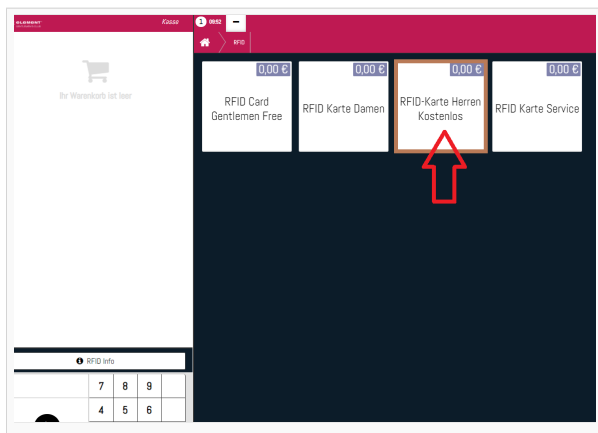 element
Kasse
1 09:52
RFID
Ihr Warenkorb ist leer
0,00 €
RFID Card
Gentlemen Free
0,00 €
RFID Karte Damen
0,00 €
RFID-Karte Herren
Kostenlos
0,00 €
RFID Karte Service
RFID Info
7 8 9
4 5 6